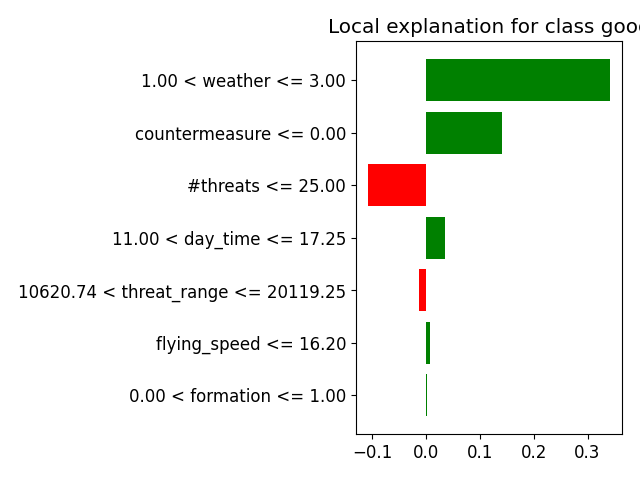 Local explanation for class goo
1.00 < weather <= 3.00
countermeasure <= 0.00
#threats <= 25.00
11.00 < day_time <= 17.25
10620.74 < threat_range <= 20119.25
flying_speed <= 16.20
0.00 < formation <= 1.00
−0.1 0.0 0.1 0.2 0.3